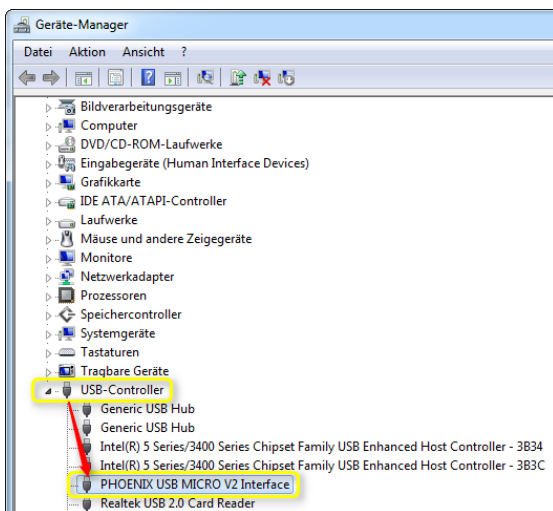 Geräte-Manager
Datei Aktion Ansicht ?
Bildverarbeitungsgeräte
Computer
DVD/CD-ROM-Laufwerke
Eingabegeräte (Human Interface Devices)
Grafikkarte
IDE ATA/ATAPI-Controller
Laufwerke
Mäuse und andere Zeigegeräte
Monitore
Netzwerkadapter
Prozessoren
Speichercontroller
Systemgeräte
Tastaturen
Tragbare Geräte
USB-Controller
Generic USB Hub
Generic USB Hub
Intel(R) 5 Series/3400 Series Chipset Family USB Enhanced Host Controller - 3B34
Intel(R) 5 Series/3400 Series Chipset Family USB Enhanced Host Controller - 3B3C
PHOENIX USB MICRO V2 Interface
Realtek USB 2.0 Card Reader